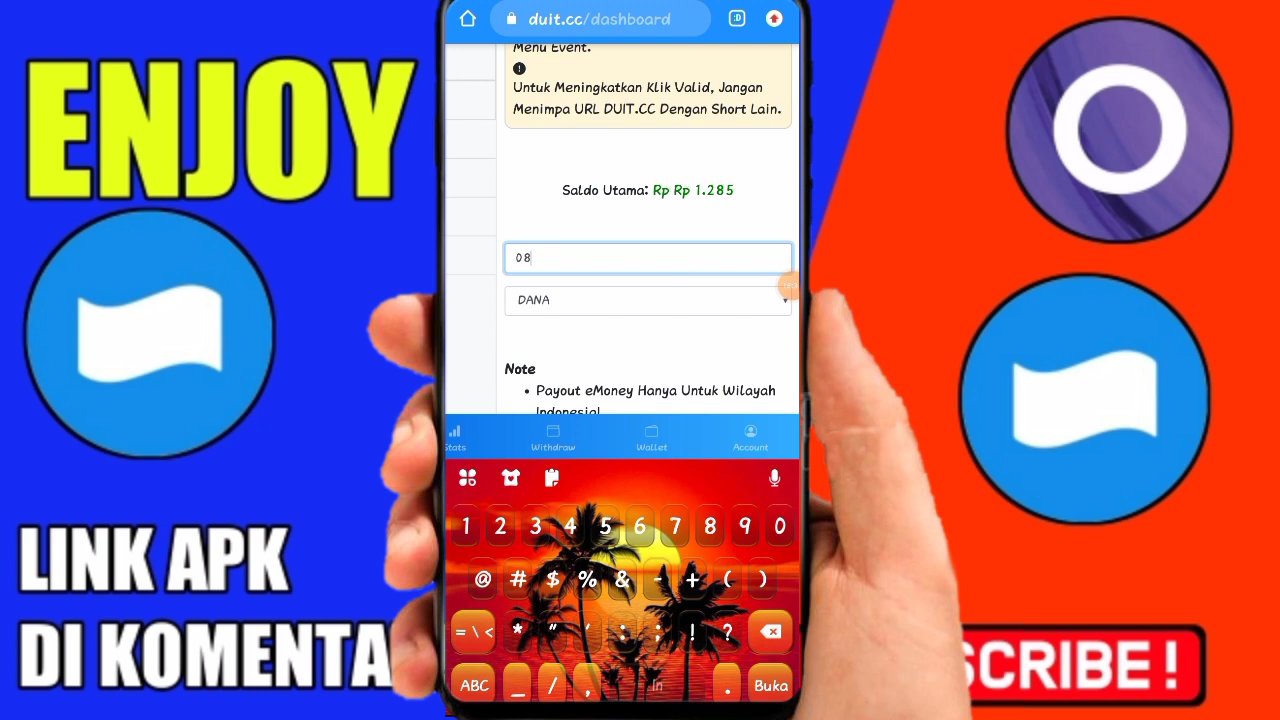 ENJOY
LINK APK
DI KOMENTA
duit.cc/dashboard
:D
Menu Event.
Untuk Meningkatkan Klik Valid, Jangan
Menimpa URL DUIT.CC Dengan Short Lain.
Saldo Utama: Rp Rp 1.285
08
DANA
Note
• Payout eMoney Hanya Untuk Wilayah
Indonesia!
Stats Withdraw Wallet Account
1 2 3 4 5 6 7 8 9 0
@ # $ % & - + ( )
= \ < * " ' : ; ! ?
ABC _ / , In . Buka
SCRIBE !